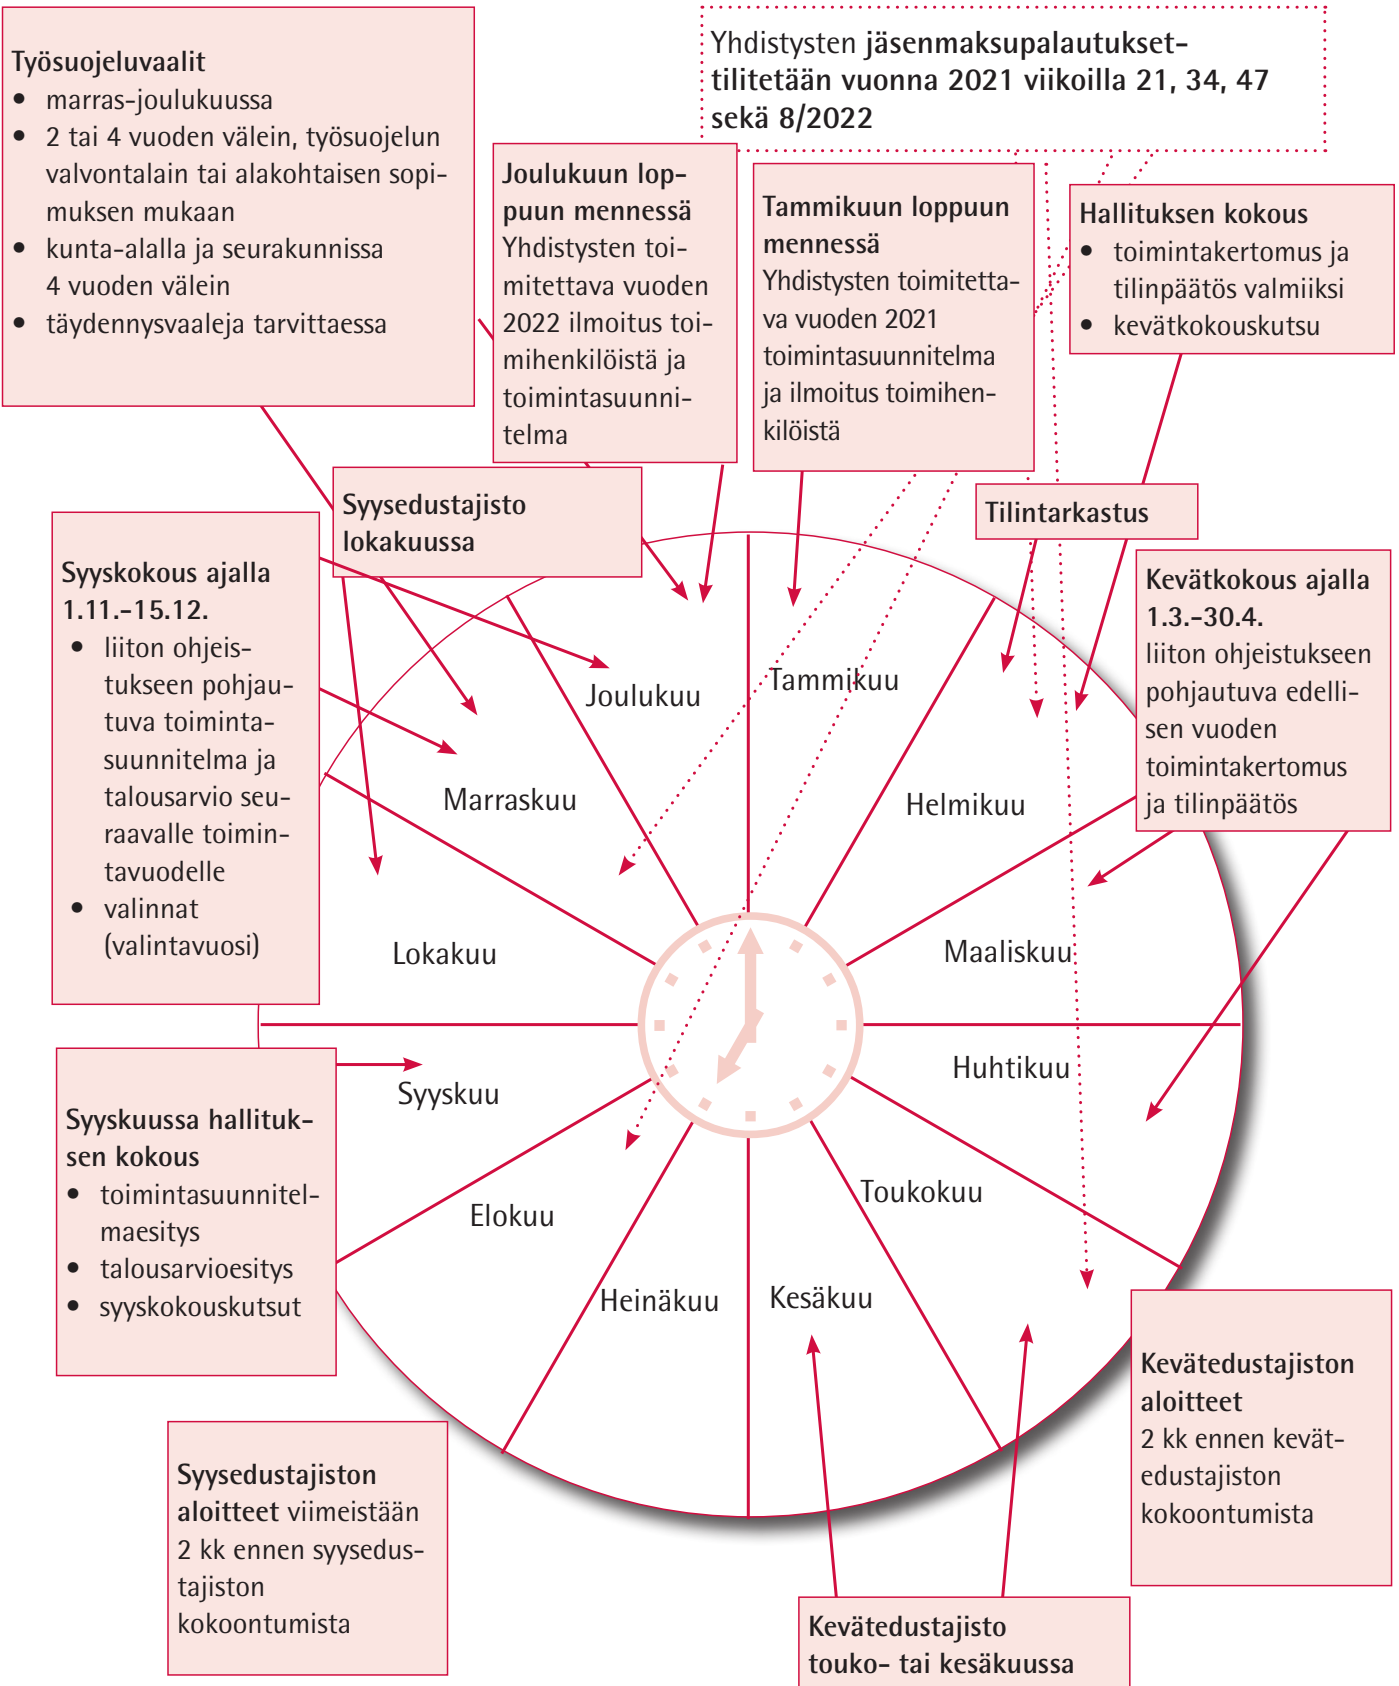 Työsuojeluvaalit
• marras-joulukuussa
• 2 tai 4 vuoden välein, työsuojelun
valvontalain tai alakohtaisen sopi-
muksen mukaan
• kunta-alalla ja seurakunnissa
4 vuoden välein
• täydennysvaaleja tarvittaessa
Yhdistysten jäsenmaksupalautukset-
tilitetään vuonna 2021 viikoilla 21, 34, 47
sekä 8/2022
Joulukuun lop-
puun mennessä
Yhdistysten toi-
mitettava vuoden
2022 ilmoitus toi-
mihenkilöistä ja
toimintasuunni-
telma
Tammikuun loppuun
mennessä
Yhdistysten toimitetta-
va vuoden 2021
toimintasuunnitelma
ja ilmoitus toimihen-
kilöistä
Hallituksen kokous
• toimintakertomus ja
tilinpäätös valmiiksi
• kevätkokouskutsu
Syysedustajisto
lokakuussa
Tilintarkastus
Syyskokous ajalla
1.11.-15.12.
• liiton ohjeis-
tukseen pohjau-
tuva toiminta-
suunnitelma ja
talousarvio seu-
raavalle toimin-
tavuodelle
• valinnat
(valintavuosi)
Kevätkokous ajalla
1.3.-30.4.
liiton ohjeistukseen
pohjautuva edelli-
sen vuoden
toimintakertomus
ja tilinpäätös
Joulukuu
Tammikuu
Marraskuu
Helmikuu
Lokakuu
Maaliskuu
Syyskuu
Huhtikuu
Elokuu
Toukokuu
Heinäkuu
Kesäkuu
Syyskuussa hallituk-
sen kokous
• toimintasuunnitel-
maesitys
• talousarvioesitys
• syyskokouskutsut
Kevätedustajiston
aloitteet
2 kk ennen kevät-
edustajiston
kokoontumista
Syysedustajiston
aloitteet viimeistään
2 kk ennen syysedus-
tajiston
kokoontumista
Kevätedustajisto
touko- tai kesäkuussa